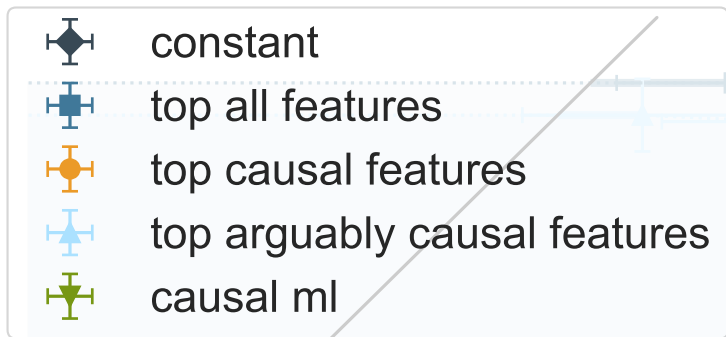 constant
top all features
top causal features
top arguably causal features
causal ml